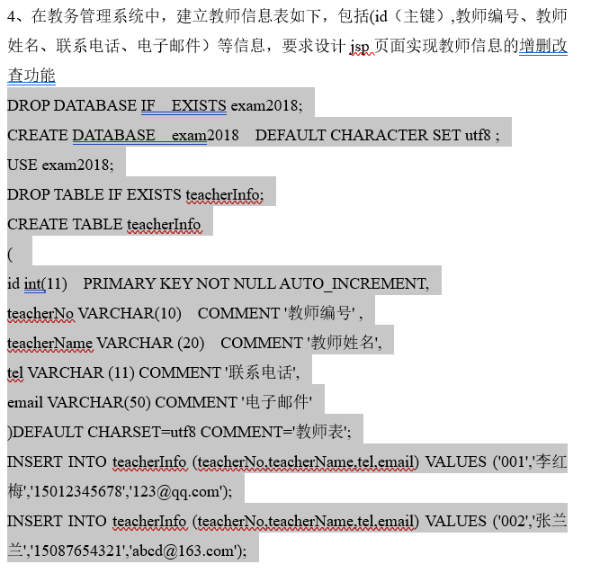 4、在教务管理系统中，建立教师信息表如下，包括(id（主键）,教师编号、教师
姓名、联系电话、电子邮件）等信息，要求设计 jsp 页面实现教师信息的增删改
查功能
DROP DATABASE IF EXISTS exam2018;
CREATE DATABASE exam2018 DEFAULT CHARACTER SET utf8 ;
USE exam2018;
DROP TABLE IF EXISTS teacherInfo;
CREATE TABLE teacherInfo
(
id int(11) PRIMARY KEY NOT NULL AUTO_INCREMENT,
teacherNo VARCHAR(10) COMMENT '教师编号' ,
teacherName VARCHAR (20) COMMENT '教师姓名',
tel VARCHAR (11) COMMENT '联系电话',
email VARCHAR(50) COMMENT '电子邮件'
)DEFAULT CHARSET=utf8 COMMENT='教师表';
INSERT INTO teacherInfo (teacherNo,teacherName,tel,email) VALUES ('001','李红
梅','15012345678','123@qq.com');
INSERT INTO teacherInfo (teacherNo,teacherName,tel,email) VALUES ('002','张兰
兰','15087654321','abcd@163.com');